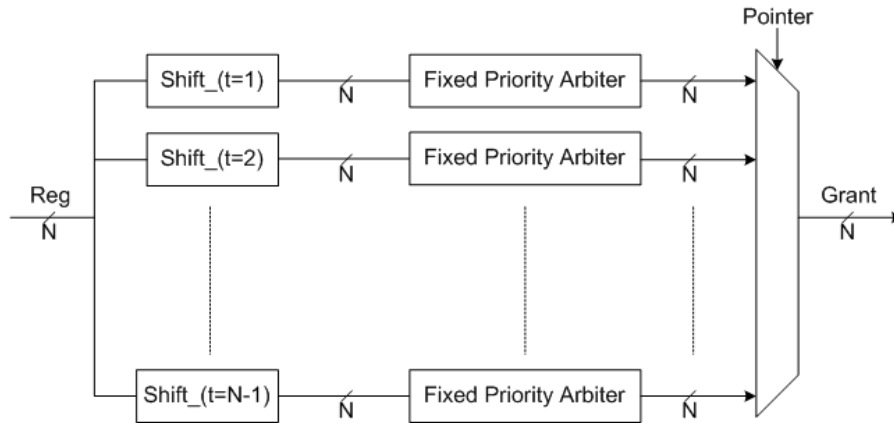 Pointer
Shift_(t=1)
N
Fixed Priority Arbiter
N
Shift_(t=2)
N
Fixed Priority Arbiter
N
Reg
N
Grant
N
Shift_(t=N-1)
N
Fixed Priority Arbiter
N